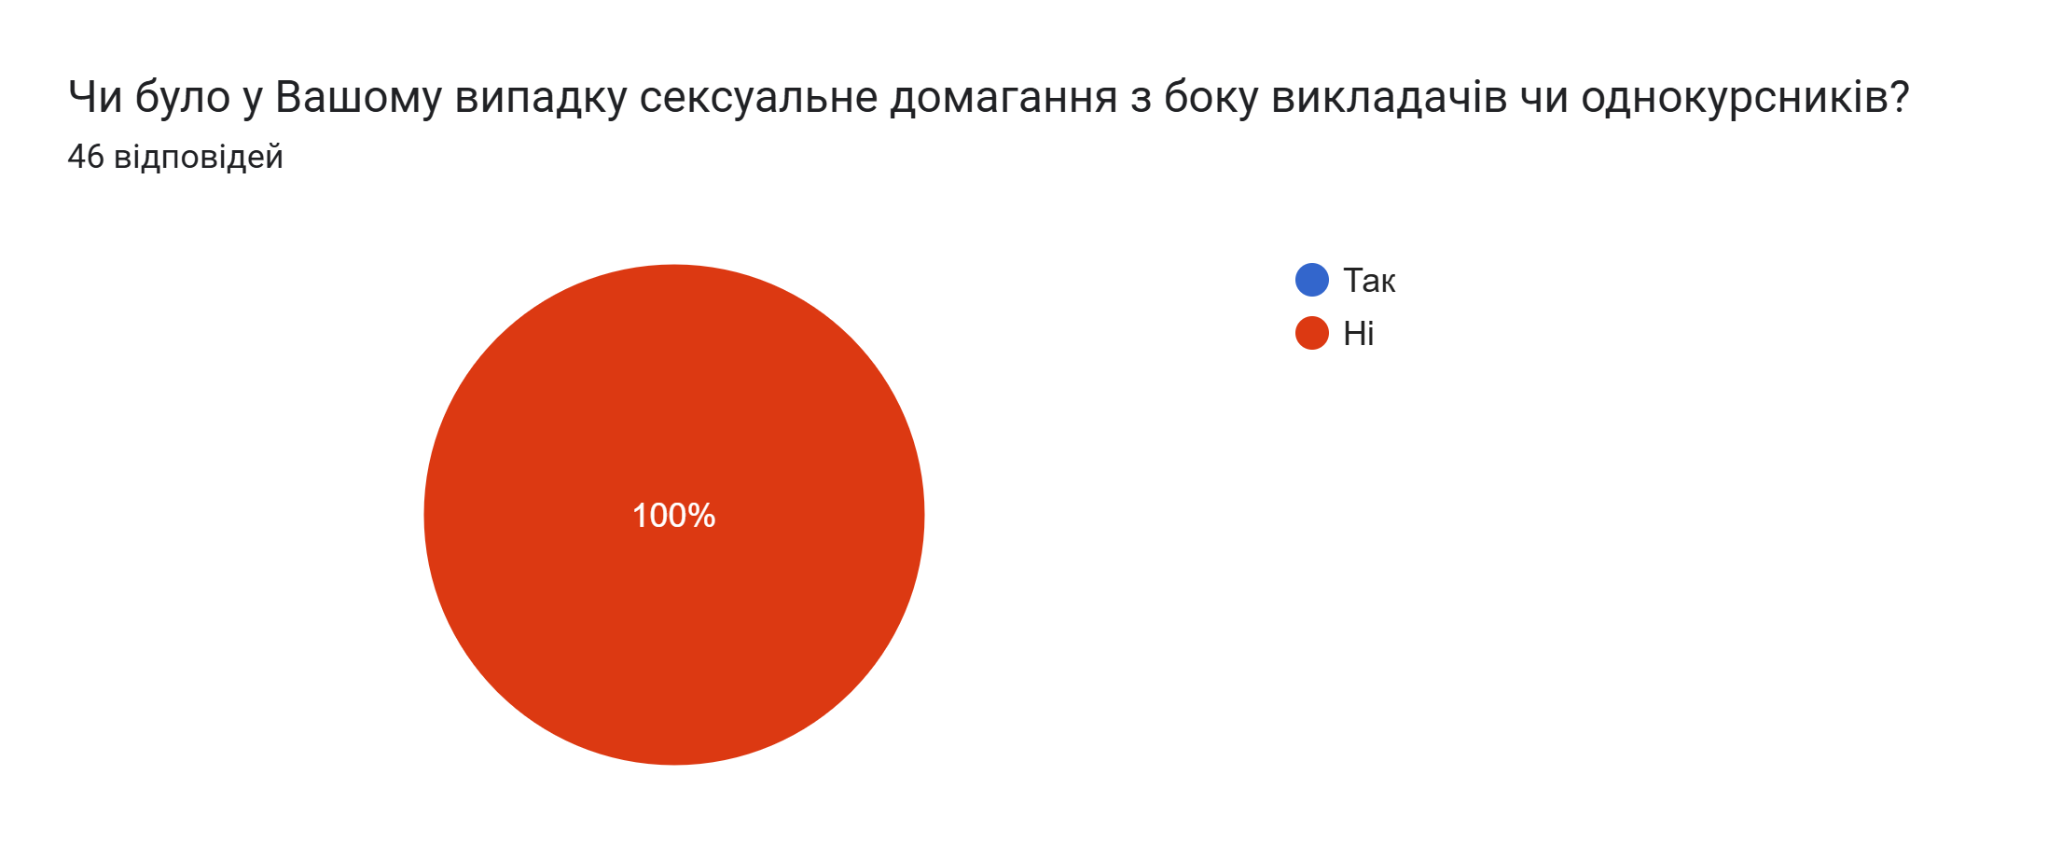 Чи було у Вашому випадку сексуальне домагання з боку викладачів чи однокурсників?
46 відповідей
Так
Ні
100%